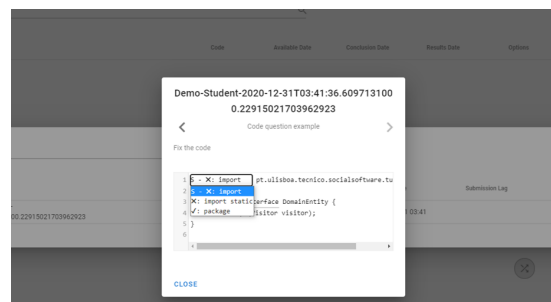 Code Available Date Conclusion Date Results Date Options
Demo-Student-2020-12-31T03:41:36.609713100
0.22915021703962923
Code question example
Fix the code
1 S - ✕: import pt.ulisboa.tecnico.socialsoftware.tu
2 S - ✕: import
3 ✕: import static erface DomainEntity {
4 ✓: package visitor visitor);
5 }
6
Submission Lag
00.22915021703962923
03:41
CLOSE